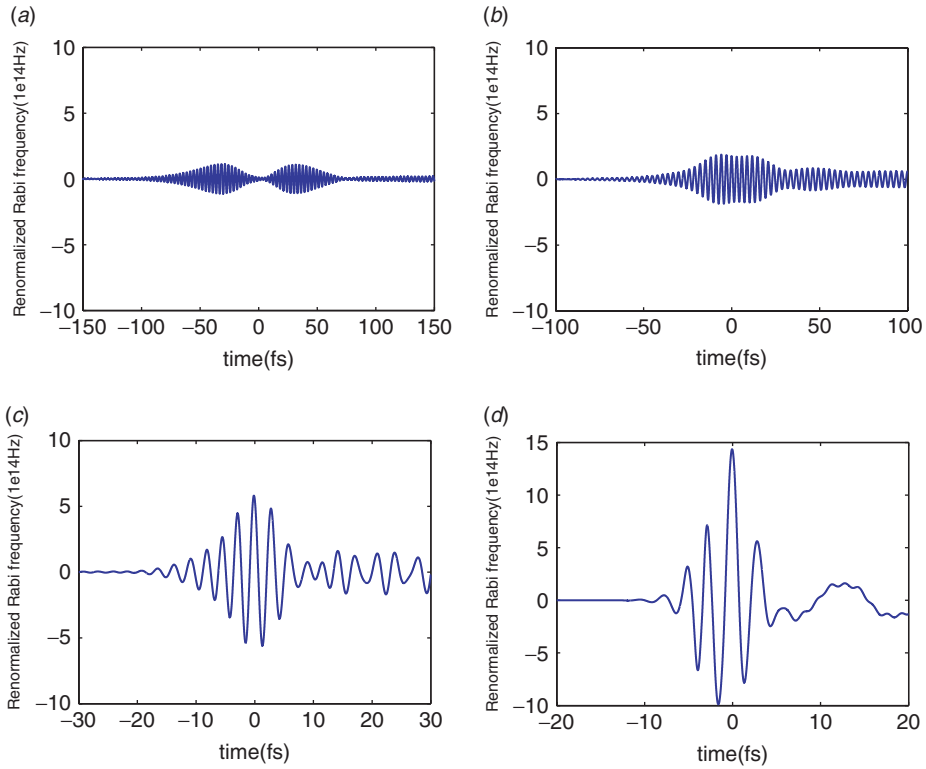 (a)
Renormalized Rabi frequency(1e14Hz)
10
5
0
−5
−10
−150 −100 −50 0 50 100 150
time(fs)
(b)
Renormalized Rabi frequency(1e14Hz)
10
5
0
−5
−10
−100 −50 0 50 100
time(fs)
(c)
Renormalized Rabi frequency(1e14Hz)
10
5
0
−5
−10
−30 −20 −10 0 10 20 30
time(fs)
(d)
Renormalized Rabi frequency(1e14Hz)
15
10
5
0
−5
−10
−20 −10 0 10 20
time(fs)